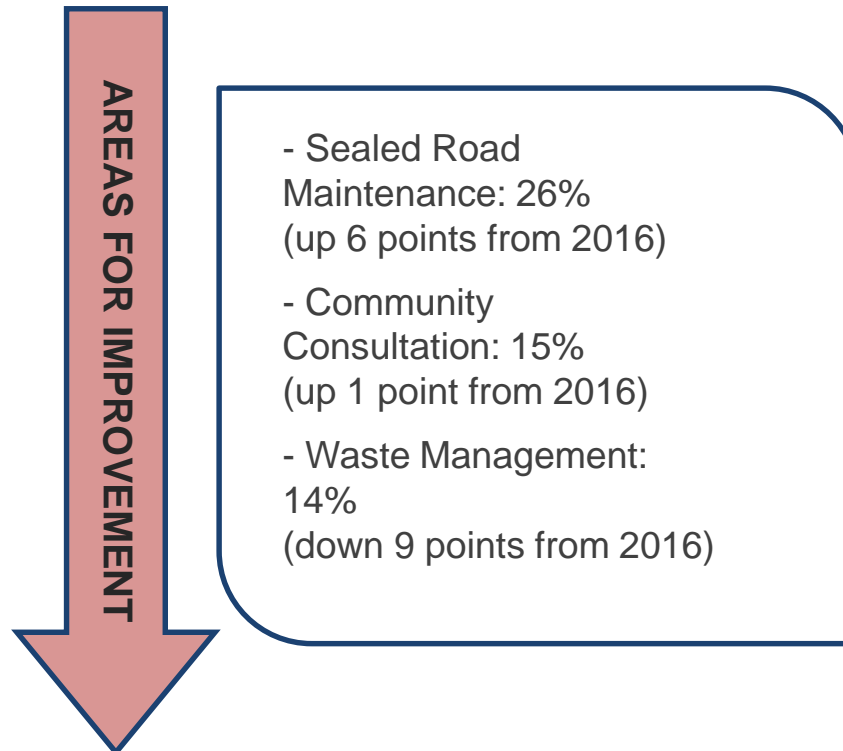 AREAS FOR IMPROVEMENT
- Sealed Road
Maintenance: 26%
(up 6 points from 2016)
- Community
Consultation: 15%
(up 1 point from 2016)
- Waste Management:
14%
(down 9 points from 2016)